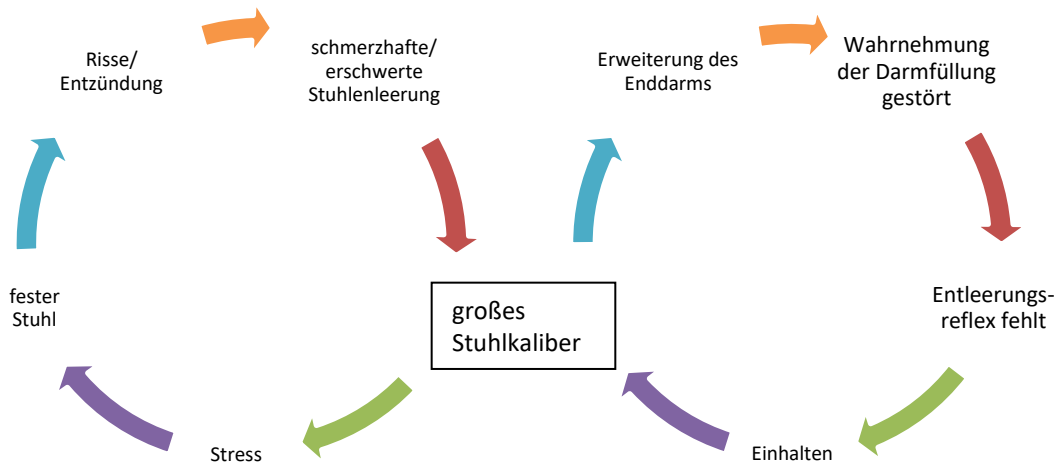 Risse/
Entzündung
schmerzhafte/
erschwerte
Stuhlenleerung
Erweiterung des
Enddarms
Wahrnehmung
der Darmfüllung
gestört
fester
Stuhl
großes
Stuhlkaliber
Entleerungs-
reflex fehlt
Stress
Einhalten